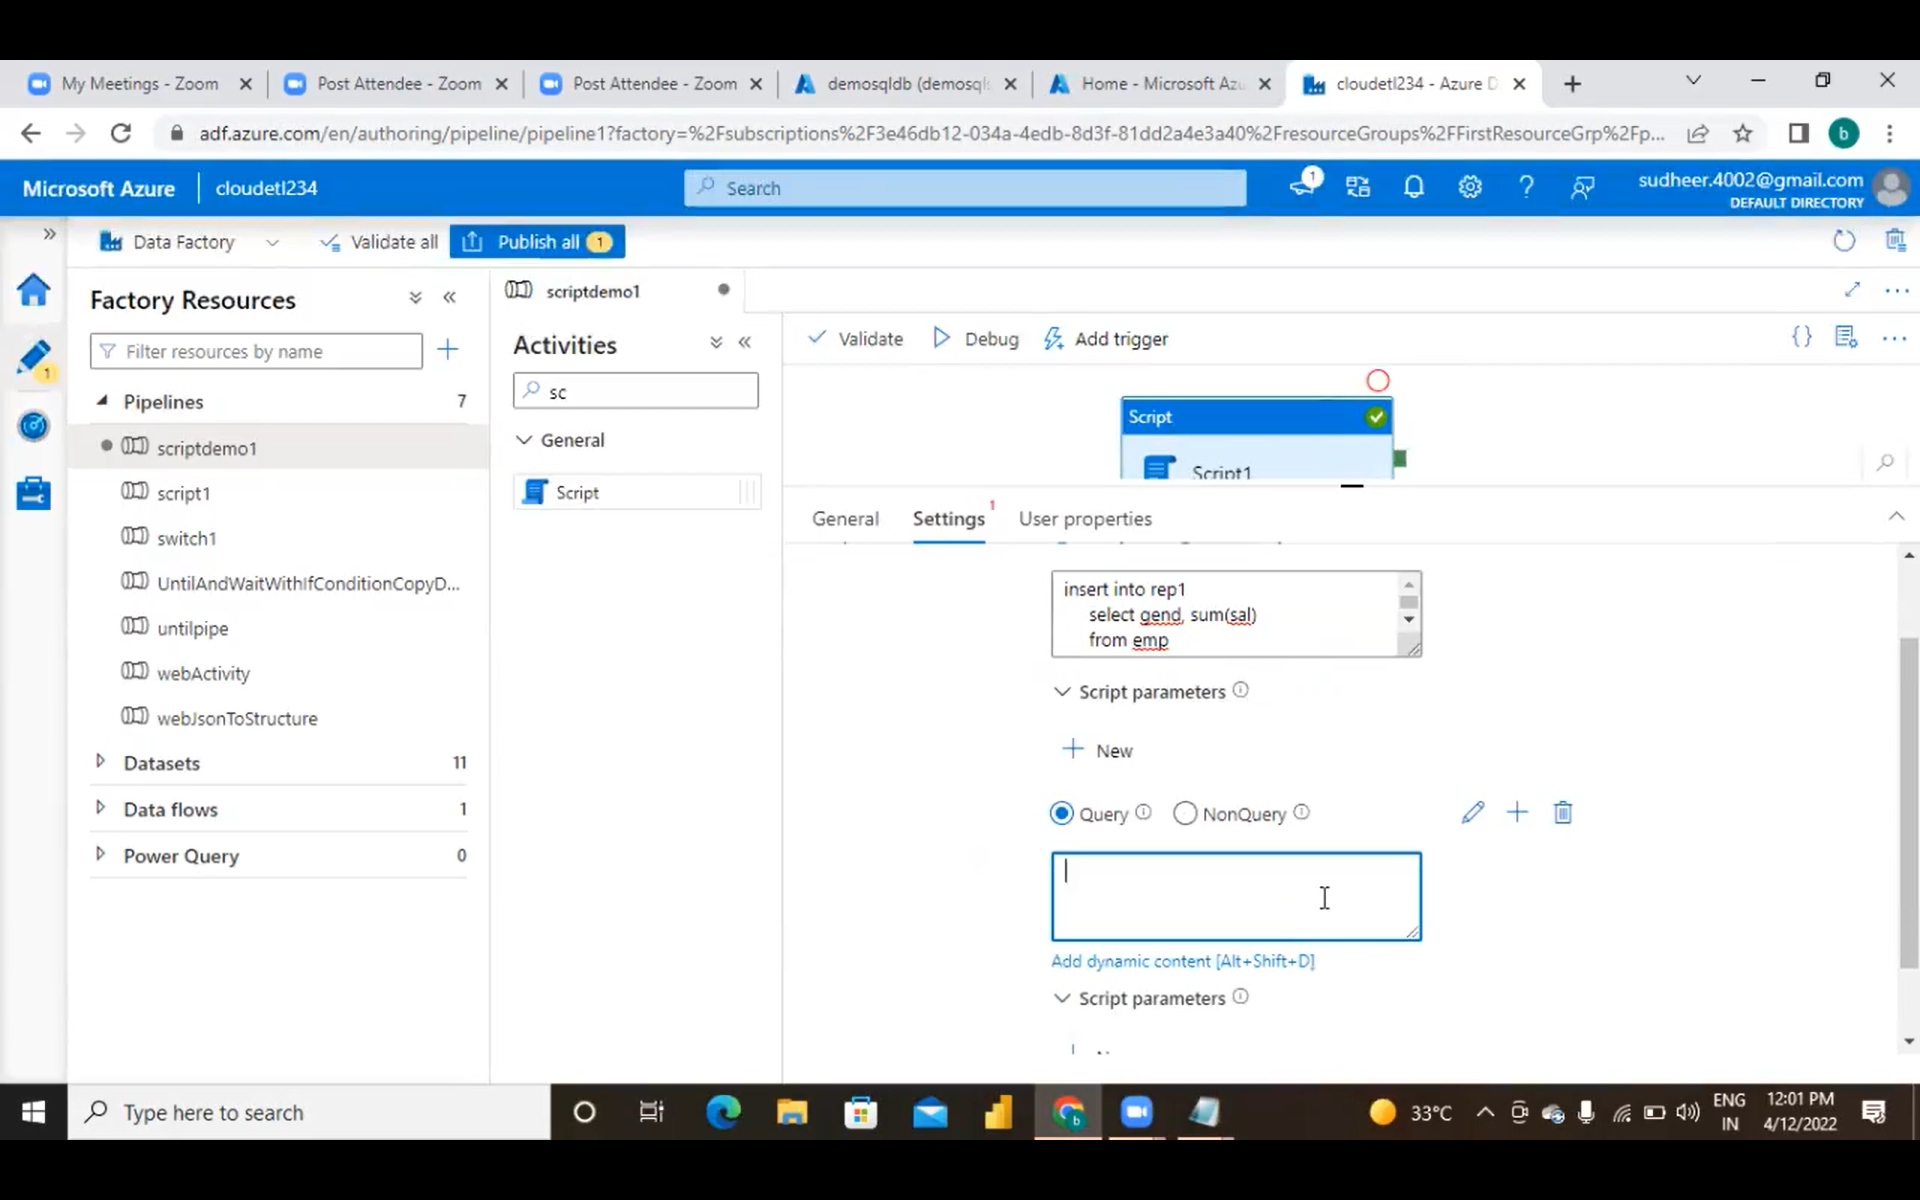 My Meetings - Zoom
Post Attendee - Zoom
Post Attendee - Zoom
demosqldb (demosqls
Home - Microsoft Azu
cloudetl234 - Azure D
adf.azure.com/en/authoring/pipeline/pipeline1?factory=%2Fsubscriptions%2F3e46db12-034a-4edb-8d3f-81dd2a4e3a40%2FresourceGroups%2FFirstResourceGrp%2Fp...
b
Microsoft Azure
cloudetl234
Search
1
sudheer.4002@gmail.com
DEFAULT DIRECTORY
Data Factory
Validate all
Publish all 1
Factory Resources
scriptdemo1
Validate
Debug
Add trigger
Activities
Filter resources by name
1
sc
Pipelines 7
General
Script
scriptdemo1
script1
switch1
UntilAndWaitWithIfConditionCopyD...
untilpipe
webActivity
webJsonToStructure
Datasets 11
Data flows 1
Power Query 0
Script
Script1
General
Settings 1
User properties
insert into rep1
select gend, sum(sal)
from emp
Script parameters
New
Query
NonQuery
Add dynamic content [Alt+Shift+D]
Script parameters
Type here to search
33°C
ENG
IN
12:01 PM
4/12/2022